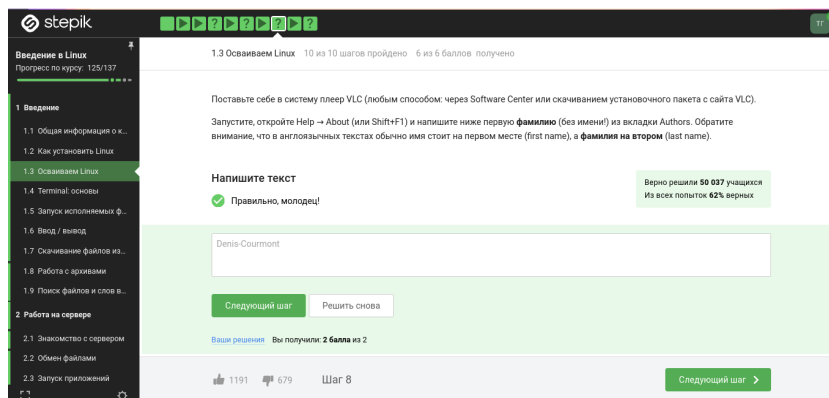 stepik
ТГ
Введение в Linux
Прогресс по курсу: 125/137
1 Введение
1.1 Общая информация о к...
1.2 Как установить Linux
1.3 Осваиваем Linux
1.4 Terminal: основы
1.5 Запуск исполняемых ф...
1.6 Ввод / вывод
1.7 Скачивание файлов из...
1.8 Работа с архивами
1.9 Поиск файлов и слов в...
2 Работа на сервере
2.1 Знакомство с сервером
2.2 Обмен файлами
2.3 Запуск приложений
1.3 Осваиваем Linux 10 из 10 шагов пройдено 6 из 6 баллов получено
Поставьте себе в систему плеер VLC (любым способом: через Software Center или скачиванием установочного пакета с сайта VLC).
Запустите, откройте Help → About (или Shift+F1) и напишите ниже первую фамилию (без имени!) из вкладки Authors. Обратите
внимание, что в англоязычных текстах обычно имя стоит на первом месте (first name), а фамилия на втором (last name).
Напишите текст
Правильно, молодец!
Верно решили 50 037 учащихся
Из всех попыток 62% верных
Denis-Courmont
Следующий шаг Решить снова
Ваши решения Вы получили: 2 балла из 2
1191 679 Шаг 8 Следующий шаг